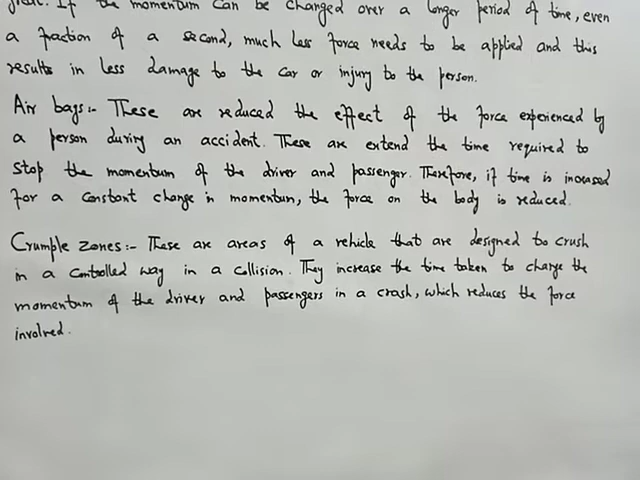 If the momentum can be changed over a longer period of time, even
a fraction of a second, much less force needs to be applied and this
results in less damage to the car or injury to the person.
Air bags:- These are reduced the effect of the force experienced by
a person during an accident. These are extend the time required to
stop the momentum of the driver and passenger. Therefore, if time is increased
for a constant change in momentum, the force on the body is reduced.
Crumple zones:- These are areas of a vehicle that are designed to crush
in a controlled way in a collision. They increase the time taken to change the
momentum of the driver and passengers in a crash, which reduces the force
involved.